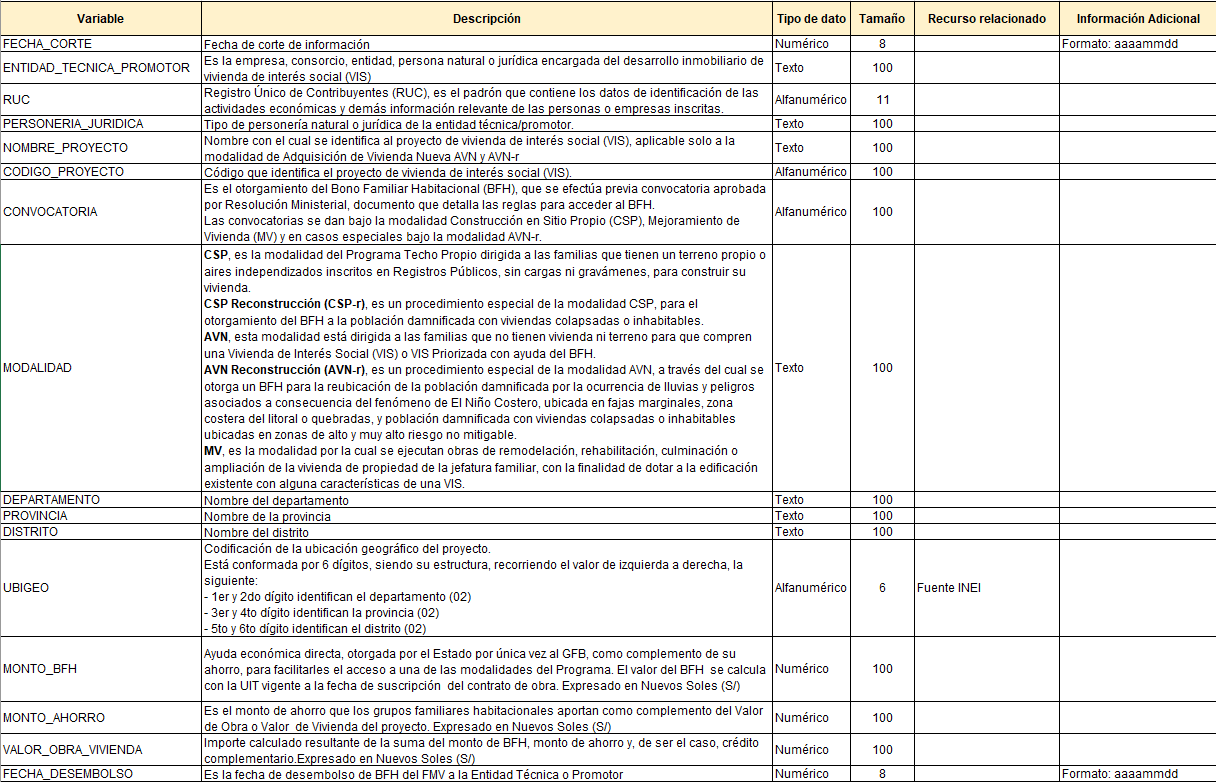 Variable Descripción Tipo de dato Tamaño Recurso relacionado Información Adicional
FECHA_CORTE Fecha de corte de información Numérico 8 Formato: aaaammdd
ENTIDAD_TECNICA_PROMOTOR Es la empresa, consorcio, entidad, persona natural o jurídica encargada del desarrollo inmobiliario de
vivienda de interés social (VIS) Texto 100
RUC Registro Único de Contribuyentes (RUC), es el padrón que contiene los datos de identificación de las
actividades económicas y demás información relevante de las personas o empresas inscritas. Alfanumérico 11
PERSONERIA_JURIDICA Tipo de personería natural o jurídica de la entidad técnica/promotor. Texto 100
NOMBRE_PROYECTO Nombre con el cual se identifica al proyecto de vivienda de interés social (VIS), aplicable solo a la
modalidad de Adquisición de Vivienda Nueva AVN y AVN-r Texto 100
CODIGO_PROYECTO Código que identifica el proyecto de vivienda de interés social (VIS). Alfanumérico 100
CONVOCATORIA Es el otorgamiento del Bono Familiar Habitacional (BFH), que se efectúa previa convocatoria aprobada
por Resolución Ministerial, documento que detalla las reglas para acceder al BFH.
Las convocatorias se dan bajo la modalidad Construcción en Sitio Propio (CSP), Mejoramiento de
Vivienda (MV) y en casos especiales bajo la modalidad AVN-r. Alfanumérico 100
MODALIDAD CSP, es la modalidad del Programa Techo Propio dirigida a las familias que tienen un terreno propio o
aires independizados inscritos en Registros Públicos, sin cargas ni gravámenes, para construir su
vivienda.
CSP Reconstrucción (CSP-r), es un procedimiento especial de la modalidad CSP, para el
otorgamiento del BFH a la población damnificada con viviendas colapsadas o inhabitables.
AVN, esta modalidad está dirigida a las familias que no tienen vivienda ni terreno para que compren
una Vivienda de Interés Social (VIS) o VIS Priorizada con ayuda del BFH.
AVN Reconstrucción (AVN-r), es un procedimiento especial de la modalidad AVN, a través del cual se
otorga un BFH para la reubicación de la población damnificada por la ocurrencia de lluvias y peligros
asociados a consecuencia del fenómeno de El Niño Costero, ubicada en fajas marginales, zona
costera del litoral o quebradas, y población damnificada con viviendas colapsadas o inhabitables
ubicadas en zonas de alto y muy alto riesgo no mitigable.
MV, es la modalidad por la cual se ejecutan obras de remodelación, rehabilitación, culminación o
ampliación de la vivienda de propiedad de la jefatura familiar, con la finalidad de dotar a la edificación
existente con alguna características de una VIS. Texto 100
DEPARTAMENTO Nombre del departamento Texto 100
PROVINCIA Nombre de la provincia Texto 100
DISTRITO Nombre del distrito Texto 100
UBIGEO Codificación de la ubicación geográfico del proyecto.
Está conformada por 6 dígitos, siendo su estructura, recorriendo el valor de izquierda a derecha, la
siguiente:
- 1er y 2do dígito identifican el departamento (02)
- 3er y 4to dígito identifican la provincia (02)
- 5to y 6to dígito identifican el distrito (02) Alfanumérico 6 Fuente INEI
MONTO_BFH Ayuda económica directa, otorgada por el Estado por única vez al GFB, como complemento de su
ahorro, para facilitarles el acceso a una de las modalidades del Programa. El valor del BFH se calcula
con la UIT vigente a la fecha de suscripción del contrato de obra. Expresado en Nuevos Soles (S/) Numérico 100
MONTO_AHORRO Es el monto de ahorro que los grupos familiares habitacionales aportan como complemento del Valor
de Obra o Valor de Vivienda del proyecto. Expresado en Nuevos Soles (S/) Numérico 100
VALOR_OBRA_VIVIENDA Importe calculado resultante de la suma del monto de BFH, monto de ahorro y, de ser el caso, crédito
complementario.Expresado en Nuevos Soles (S/) Numérico 100
FECHA_DESEMBOLSO Es la fecha de desembolso de BFH del FMV a la Entidad Técnica o Promotor Numérico 8 Formato: aaaammdd